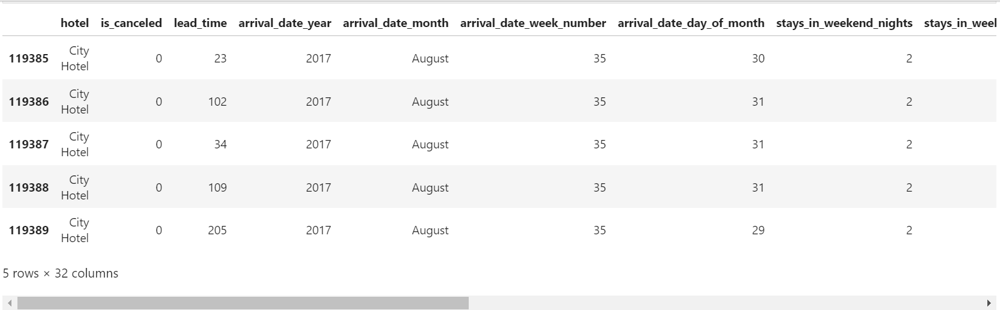 hotel is_canceled lead_time arrival_date_year arrival_date_month arrival_date_week_number arrival_date_day_of_month stays_in_weekend_nights stays_in_weel
119385 City Hotel 0 23 2017 August 35 30 2
119386 City Hotel 0 102 2017 August 35 31 2
119387 City Hotel 0 34 2017 August 35 31 2
119388 City Hotel 0 109 2017 August 35 31 2
119389 City Hotel 0 205 2017 August 35 29 2
5 rows × 32 columns